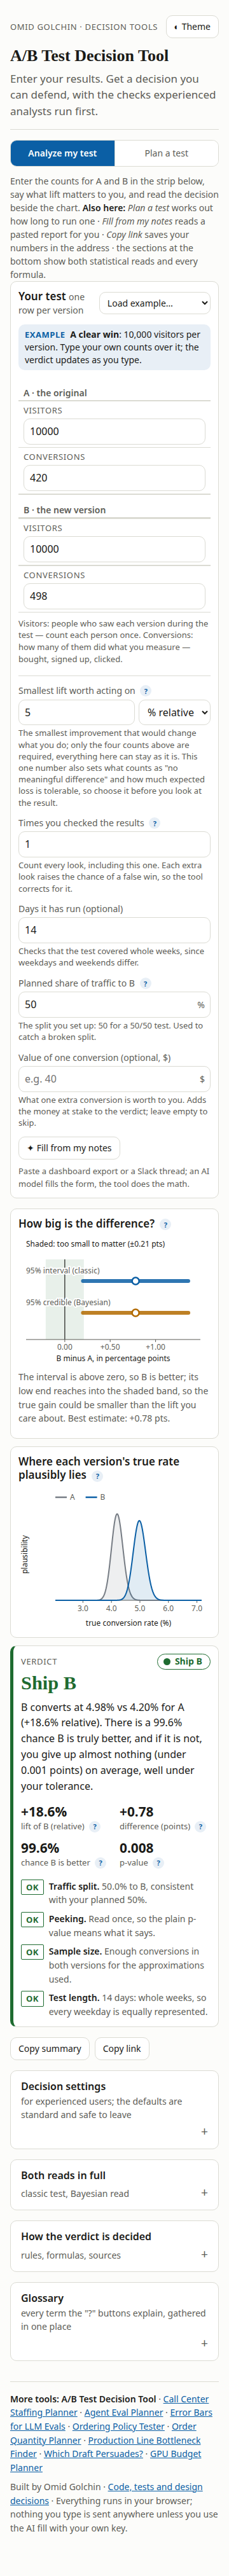 OMID GOLCHIN · DECISION TOOLS
Theme
A/B Test Decision Tool
Enter your results. Get a decision you
can defend, with the checks experienced
analysts run first.
Analyze my test
Plan a test
Enter the counts for A and B in the strip below,
say what lift matters to you, and read the decision
beside the chart. Also here: Plan a test works out
how long to run one · Fill from my notes reads a
pasted report for you · Copy link saves your
numbers in the address · the sections at the
bottom show both statistical reads and every
formula.
Your test one
row per version
Load example...
EXAMPLE A clear win: 10,000 visitors per
version. Type your own counts over it; the
verdict updates as you type.
A · the original
VISITORS
10000
CONVERSIONS
420
B · the new version
VISITORS
10000
CONVERSIONS
498
Visitors: people who saw each version during the
test — count each person once. Conversions:
how many of them did what you measure —
bought, signed up, clicked.
Smallest lift worth acting on ?
5
% relative
The smallest improvement that would change
what you do; only the four counts above are
required, everything here can stay as it is. This
one number also sets what counts as "no
meaningful difference" and how much expected
loss is tolerable, so choose it before you look at
the result.
Times you checked the results ?
1
Count every look, including this one. Each extra
look raises the chance of a false win, so the tool
corrects for it.
Days it has run (optional)
14
Checks that the test covered whole weeks, since
weekdays and weekends differ.
Planned share of traffic to B ?
50 %
The split you set up: 50 for a 50/50 test. Used to
catch a broken split.
Value of one conversion (optional, $)
e.g. 40 $
What one extra conversion is worth to you. Adds
the money at stake to the verdict; leave empty to
skip.
✦ Fill from my notes
Paste a dashboard export or a Slack thread; an AI
model fills the form, the tool does the math.
How big is the difference? ?
Shaded: too small to matter (±0.21 pts)
95% interval (classic)
95% credible (Bayesian)
0.00 +0.50 +1.00
B minus A, in percentage points
The interval is above zero, so B is better; its
low end reaches into the shaded band, so the
true gain could be smaller than the lift you
care about. Best estimate: +0.78 pts.
Where each version's true rate
plausibly lies ?
A B
plausibility
3.0 4.0 5.0 6.0 7.0
true conversion rate (%)
VERDICT
Ship B
Ship B
B converts at 4.98% vs 4.20% for A
(+18.6% relative). There is a 99.6%
chance B is truly better, and if it is not,
you give up almost nothing (under
0.001 points) on average, well under
your tolerance.
+18.6%
lift of B (relative) ?
+0.78
difference (points) ?
99.6%
chance B is better ?
0.008
p-value ?
OK Traffic split. 50.0% to B, consistent
with your planned 50%.
OK Peeking. Read once, so the plain p-
value means what it says.
OK Sample size. Enough conversions in
both versions for the approximations
used.
OK Test length. 14 days: whole weeks, so
every weekday is equally represented.
Copy summary
Copy link
Decision settings
for experienced users; the defaults are
standard and safe to leave
+
Both reads in full
classic test, Bayesian read +
How the verdict is decided
rules, formulas, sources +
Glossary
every term the "?" buttons explain, gathered
in one place
+
More tools: A/B Test Decision Tool · Call Center
Staffing Planner · Agent Eval Planner · Error Bars
for LLM Evals · Ordering Policy Tester · Order
Quantity Planner · Production Line Bottleneck
Finder · Which Draft Persuades? · GPU Budget
Planner
Built by Omid Golchin · Code, tests and design
decisions · Everything runs in your browser;
nothing you type is sent anywhere unless you use
the AI fill with your own key.